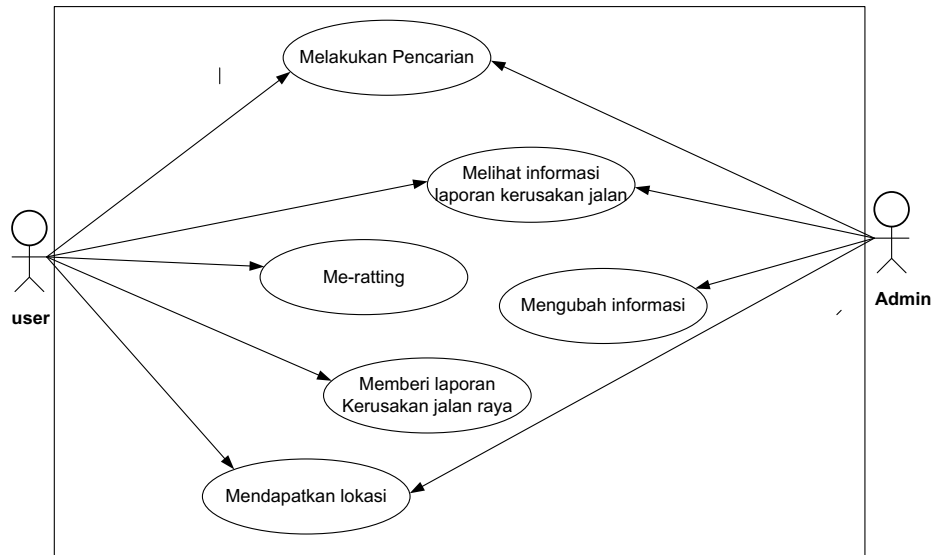 Melakukan Pencarian
Melihat informasi
laporan kerusakan jalan
Me-ratting
Mengubah informasi
user
Admin
Memberi laporan
Kerusakan jalan raya
Mendapatkan lokasi